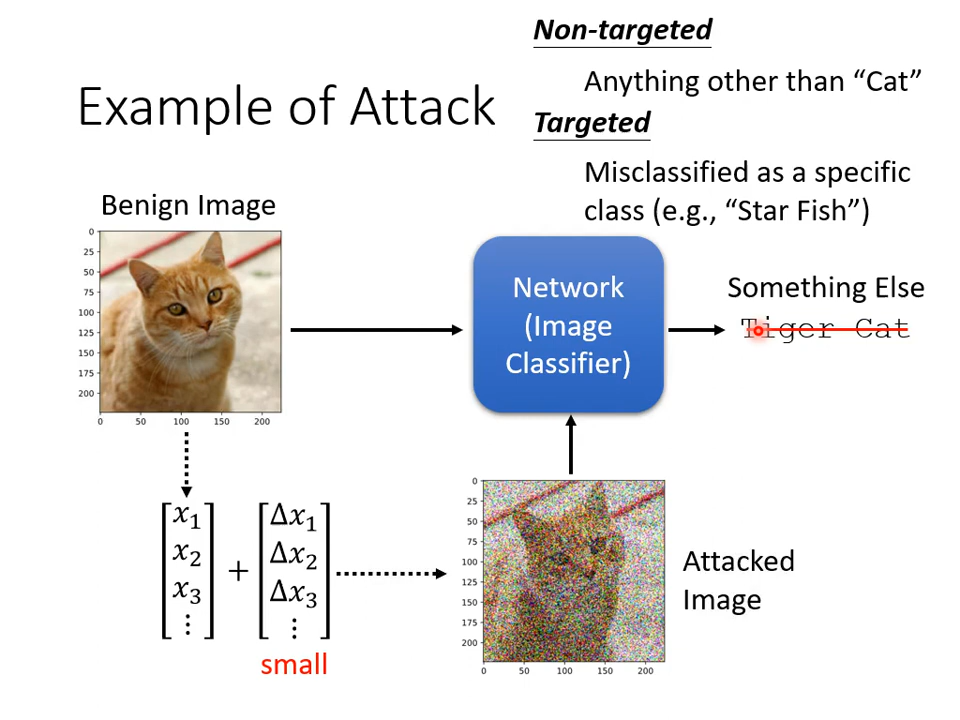 Non-targeted
Anything other than “Cat”
Example of Attack
Targeted
Misclassified as a specific
class (e.g., “Star Fish”)
Benign Image
0
25
50
75
100
125
150
175
200
0 50 100 150 200
Network
(Image
Classifier)
Something Else
Tiger Cat
x₁
x₂
x₃
⋮
+
Δx₁
Δx₂
Δx₃
⋮
small
0
25
50
75
100
125
150
175
200
0 50 100 150 200
Attacked
Image